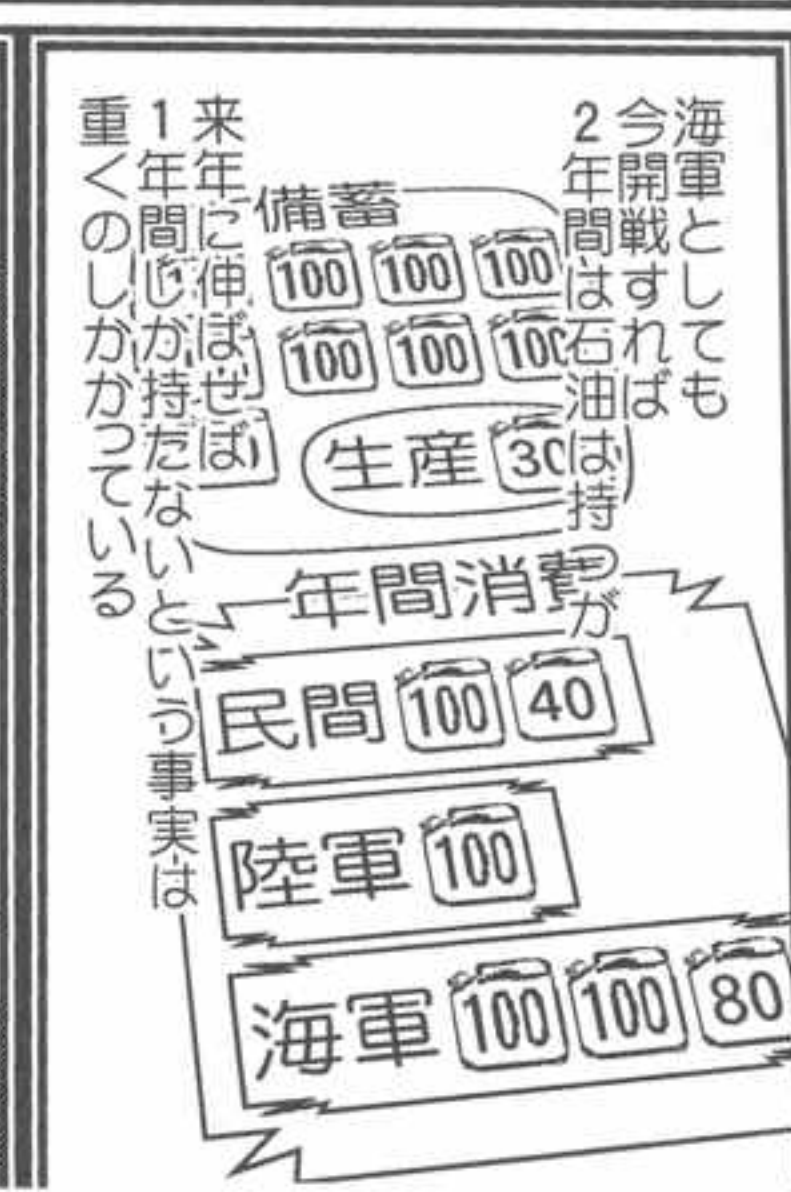 海軍としても
今開戦すれば
2年間は石油は持つが
来年に伸ばせば
1年間しか持たないという事実は
重くのしかかっている
備蓄
100 100 100
100 100 100
生産 30
年間消費
民間 100 40
陸軍 100
海軍 100 100 80